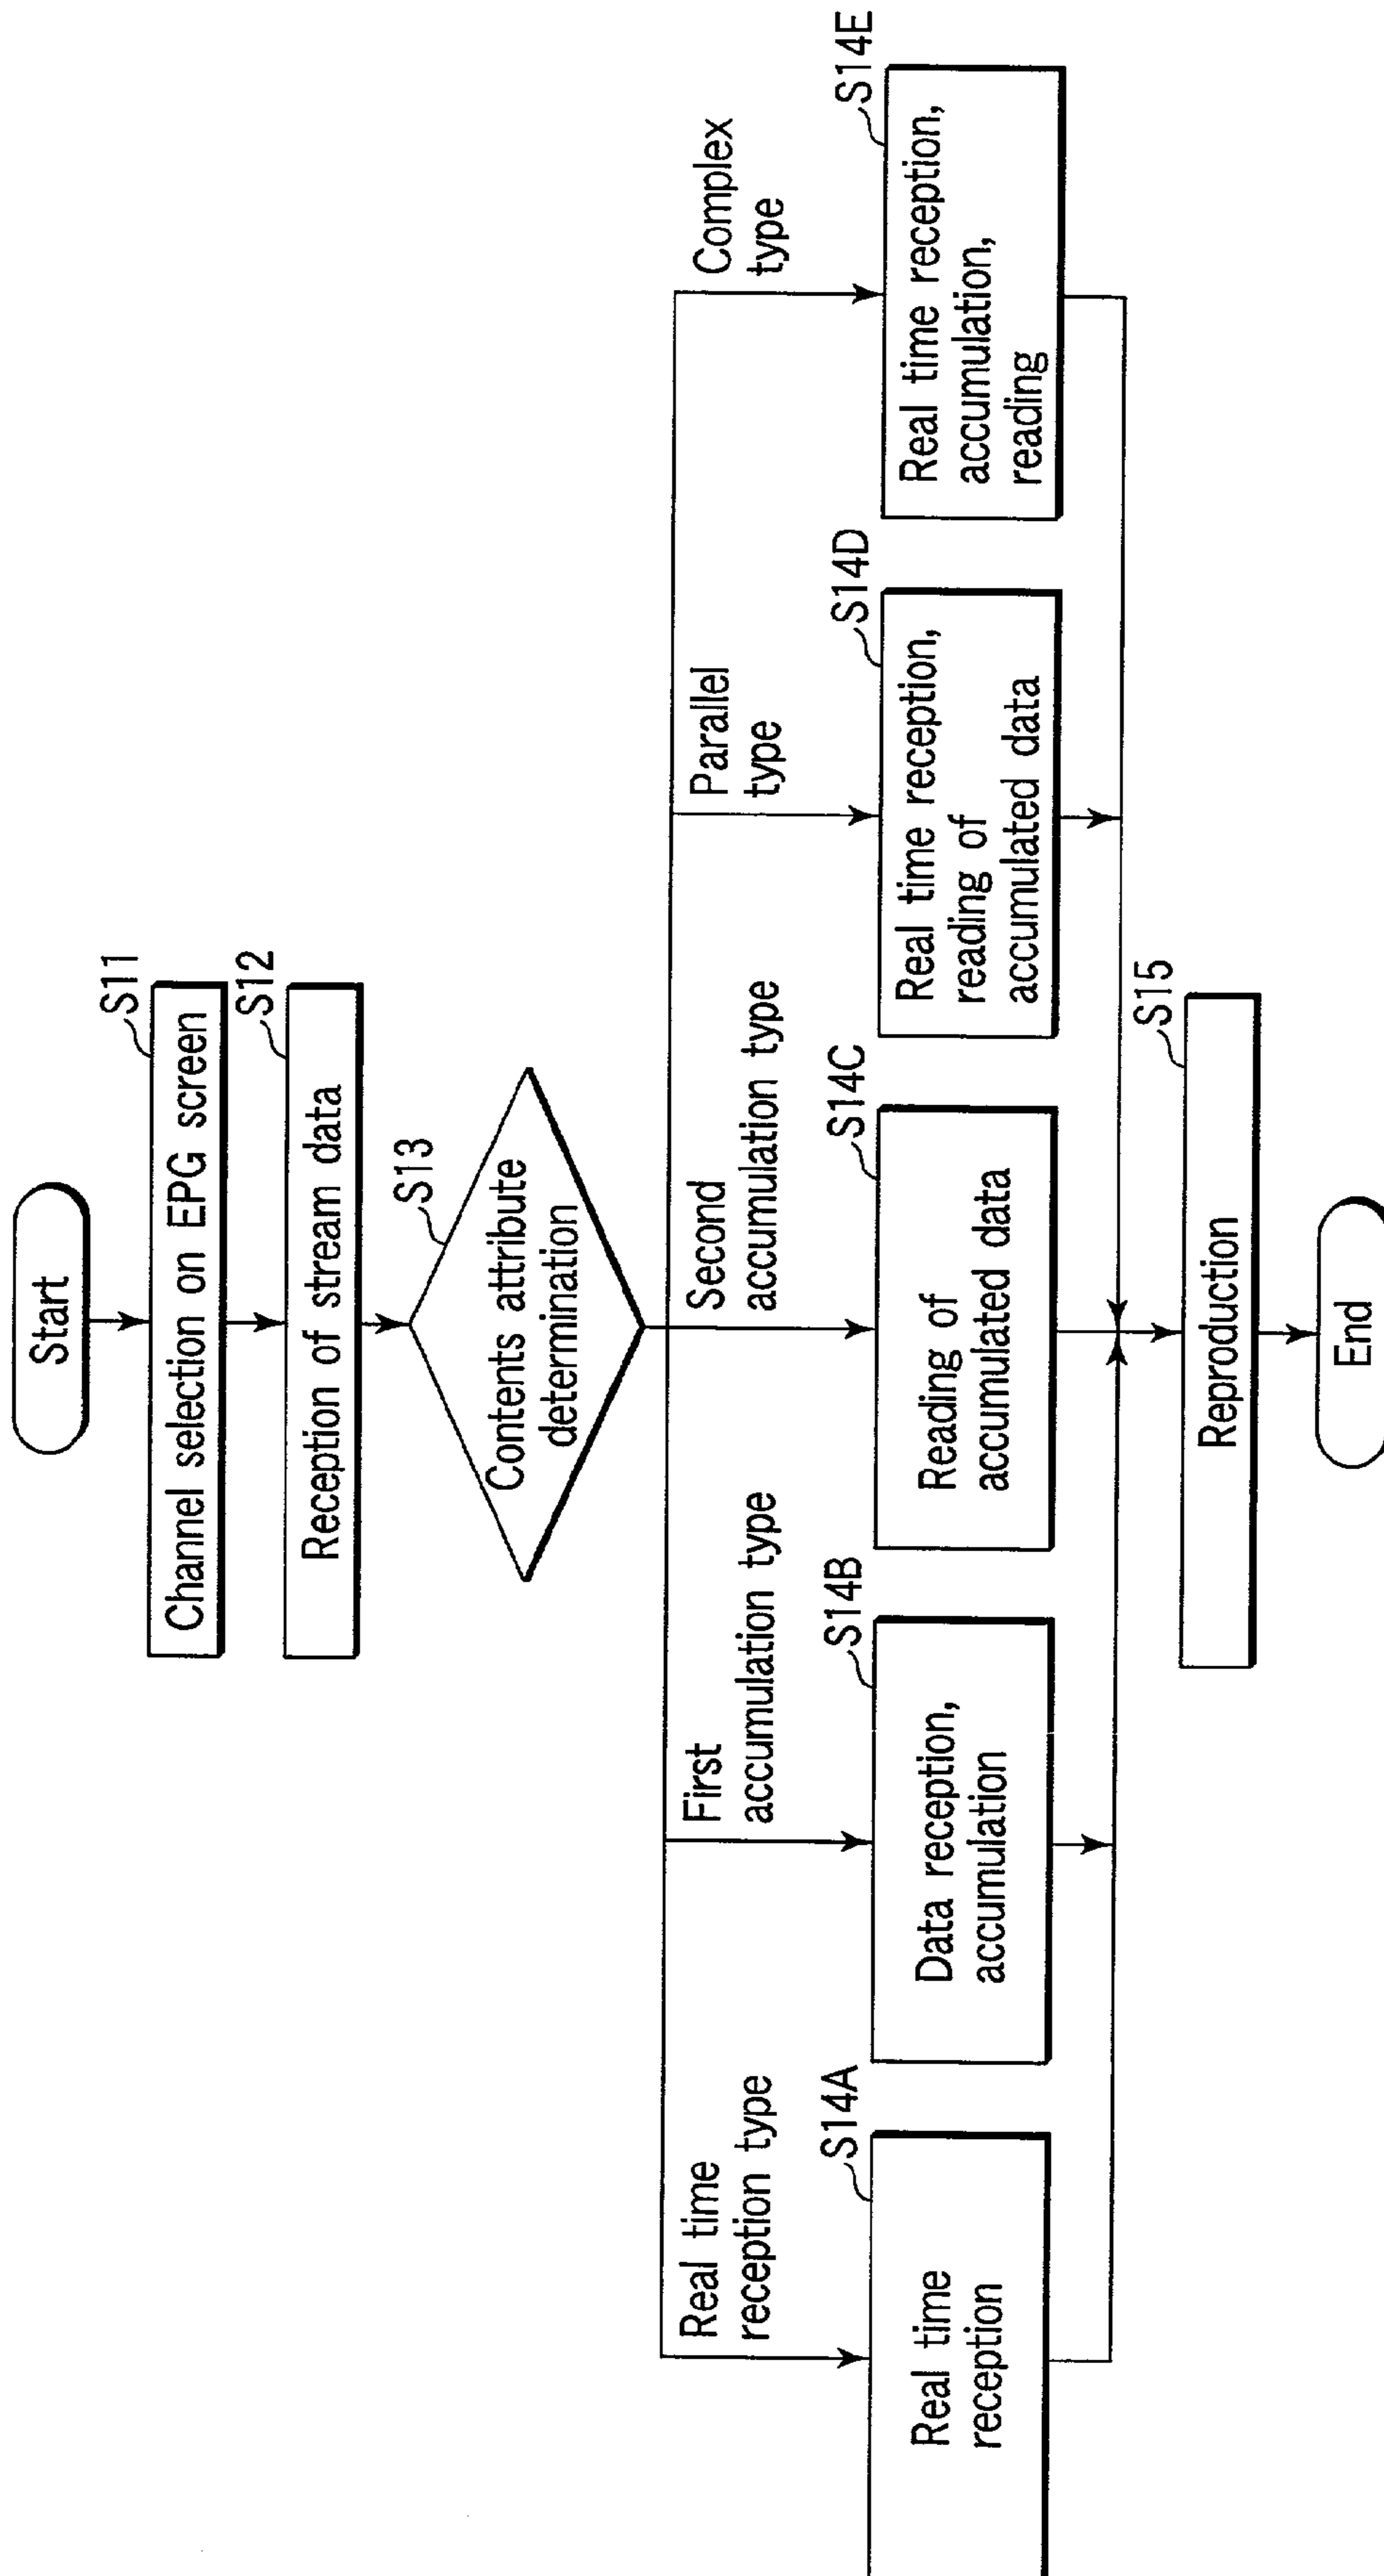 Start
S11
Channel selection on EPG screen
S12
Reception of stream data
S13
Contents attribute
determination
Real time
reception type
First
accumulation type
Second
accumulation type
Parallel
type
Complex
type
S14A
Real time
reception
S14B
Data reception,
accumulation
S14C
Reading of
accumulated data
S14D
Real time reception,
reading of
accumulated data
S14E
Real time reception,
accumulation,
reading
S15
Reproduction
End